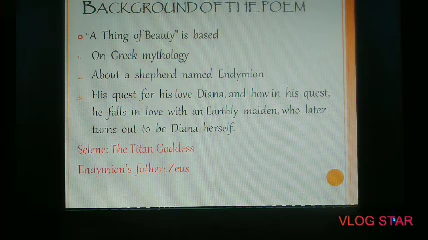 BACKGROUND OF THE POEM
"A Thing of Beauty" is based
On Greek mythology
About a shepherd named Endymion
His quest for his love Diana, and how in his quest,
he falls in love with an Earthly maiden, who later
turns out to be Diana herself.
Selene: The Titan Goddess
Endymion's father: Zeus
VLOG STAR